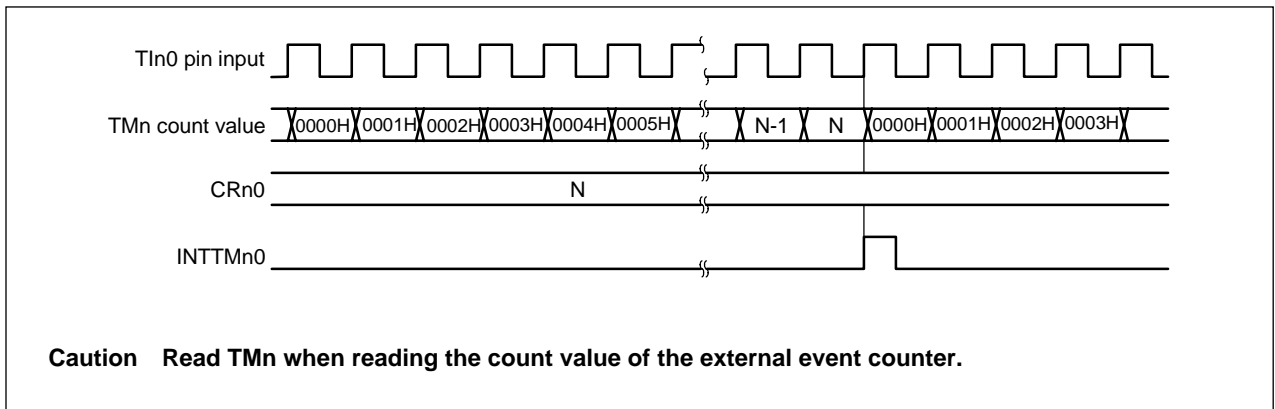 TIn0 pin input
TMn count value 0000H 0001H 0002H 0003H 0004H 0005H N-1 N 0000H 0001H 0002H 0003H
CRn0 N
INTTMn0
Caution Read TMn when reading the count value of the external event counter.